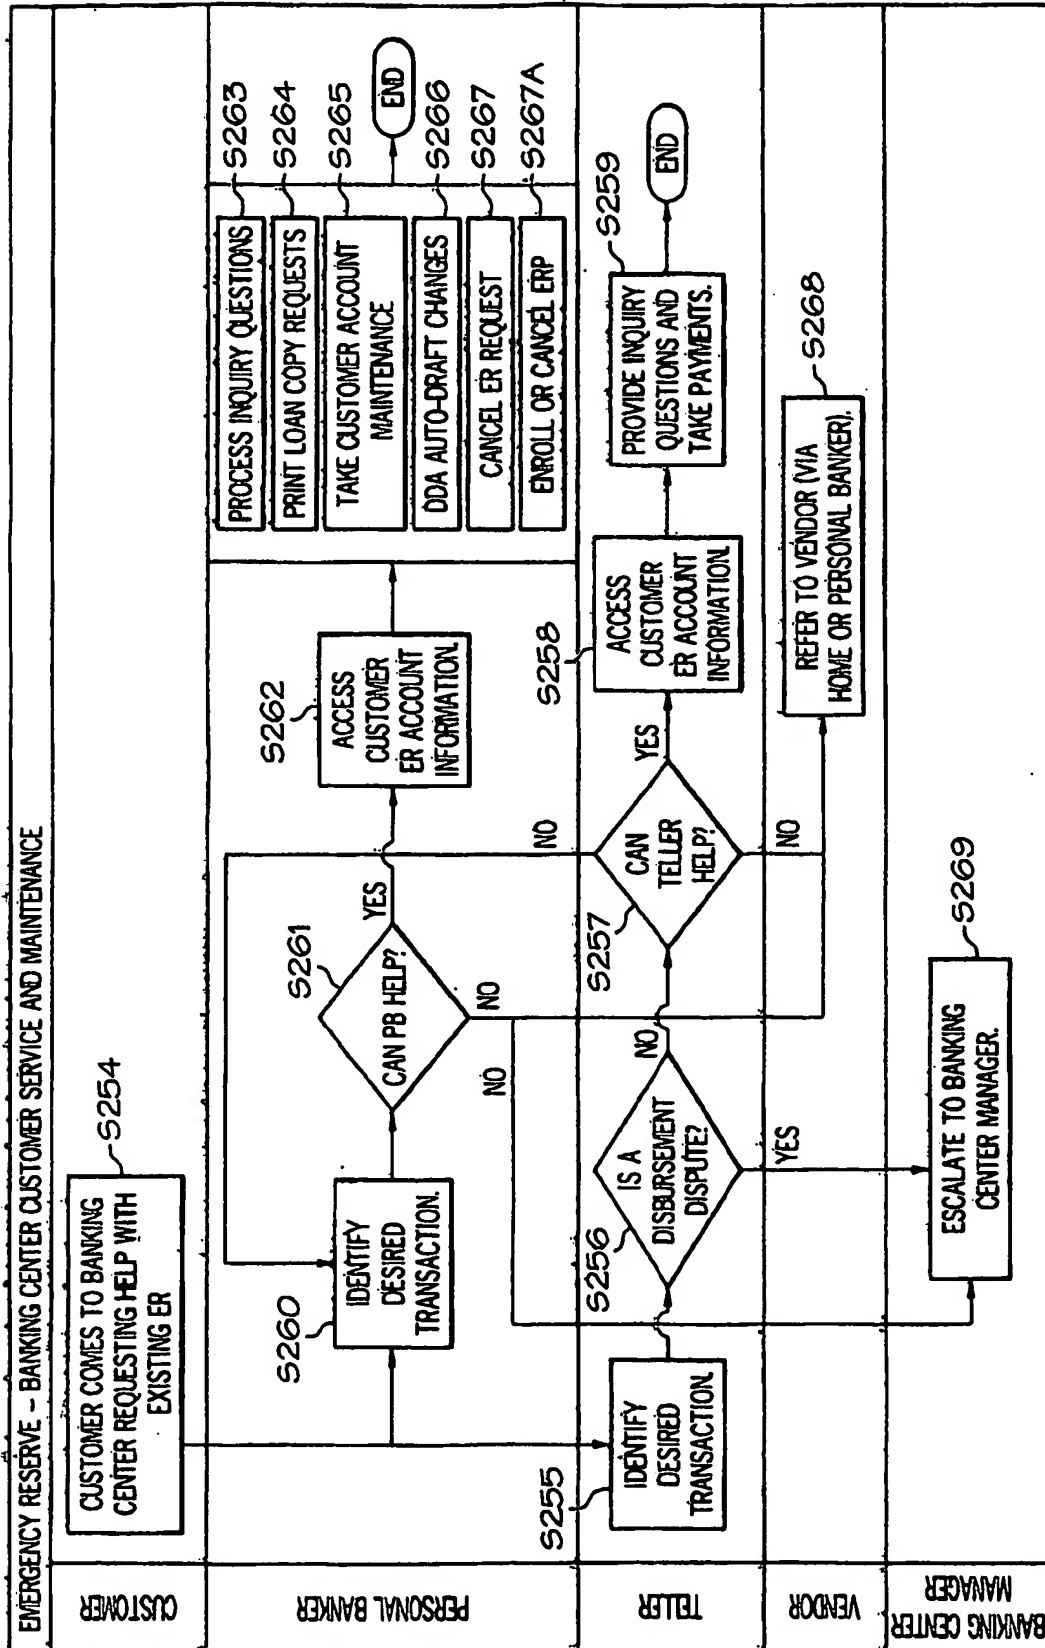 EMERGENCY RESERVE - BANKING CENTER CUSTOMER SERVICE AND MAINTENANCE
CUSTOMER
CUSTOMER COMES TO BANKING
CENTER REQUESTING HELP WITH
EXISTING ER
S254
PERSONAL BANKER
IDENTIFY
DESIRED
TRANSACTION.
S260
CAN PB HELP?
S261
YES
NO
NO
ACCESS
CUSTOMER
ER ACCOUNT
INFORMATION.
S262
PROCESS INQUIRY QUESTIONS
S263
PRINT LOAN COPY REQUESTS
S264
TAKE CUSTOMER ACCOUNT
MAINTENANCE
S265
DDA AUTO-DRAFT CHANGES
S266
CANCEL ER REQUEST
S267
ENROLL OR CANCEL ERP
S267A
END
TELLER
IDENTIFY
DESIRED
TRANSACTION.
S255
IS A
DISBURSEMENT
DISPUTE?
S256
NO
YES
CAN
TELLER
HELP?
S257
NO
YES
NO
ACCESS
CUSTOMER
ER ACCOUNT
INFORMATION.
S258
PROVIDE INQUIRY
QUESTIONS AND
TAKE PAYMENTS.
S259
END
VENDOR
REFER TO VENDOR (VIA
HOME OR PERSONAL BANKER).
S268
BANKING CENTER
MANAGER
ESCALATE TO BANKING
CENTER MANAGER.
S269